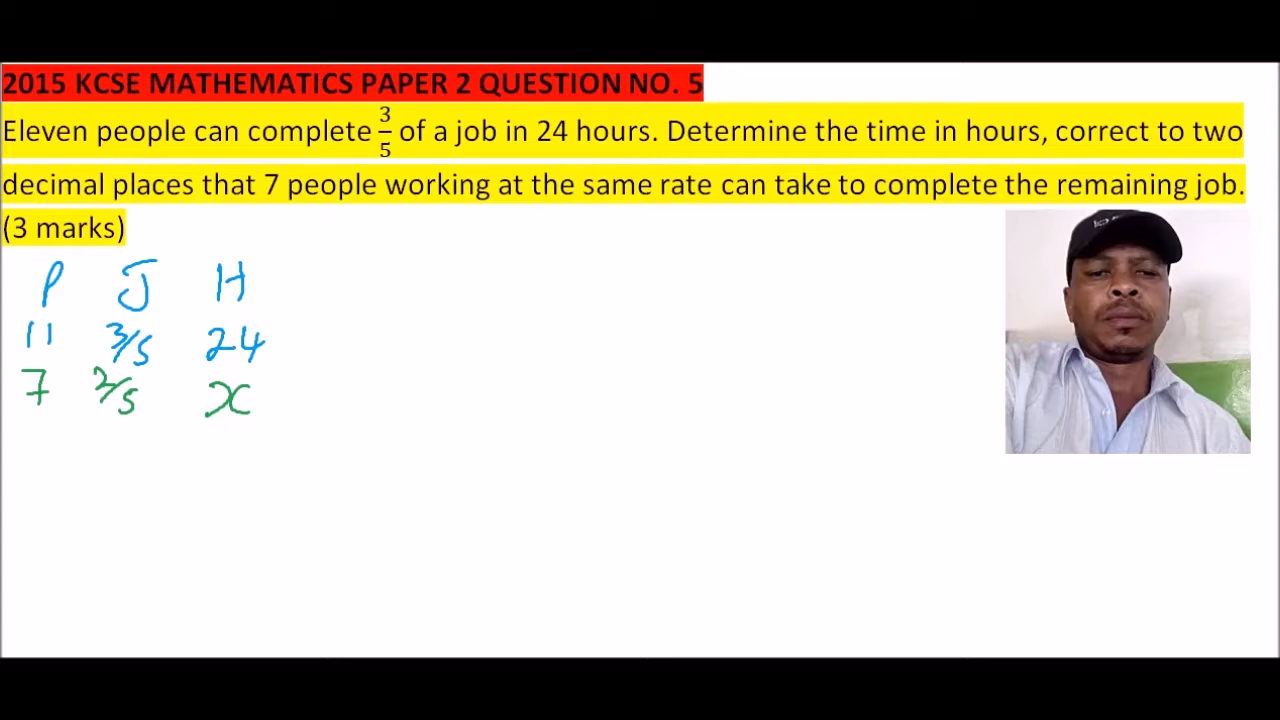 2015 KCSE MATHEMATICS PAPER 2 QUESTION NO. 5
Eleven people can complete 3/5 of a job in 24 hours. Determine the time in hours, correct to two
decimal places that 7 people working at the same rate can take to complete the remaining job.
(3 marks)
P J H
11 3/5 24
7 2/5 x